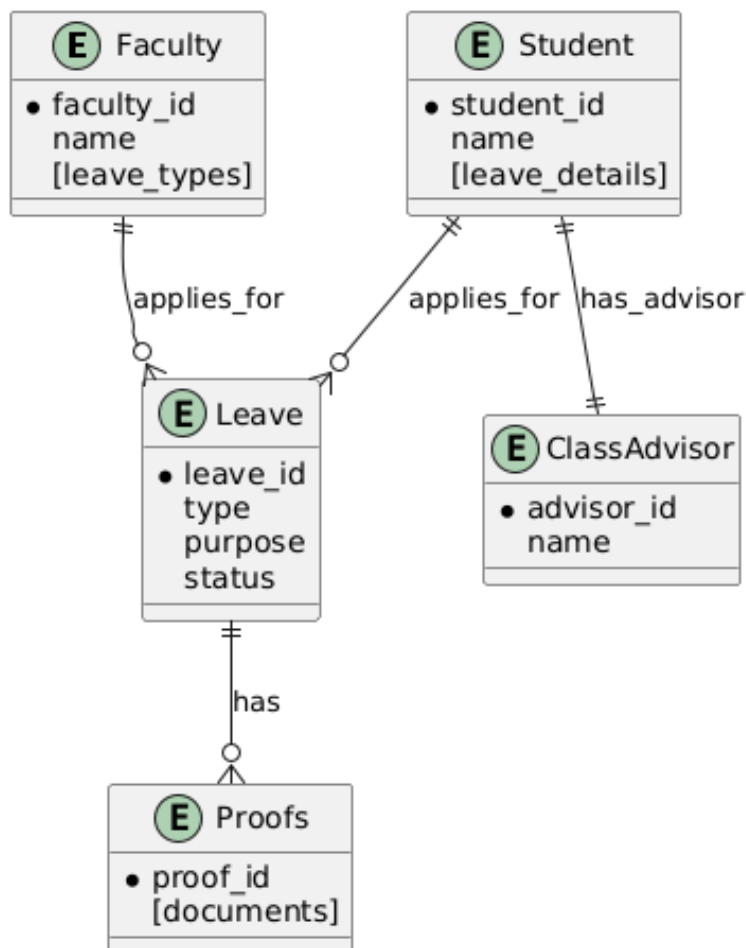 E Faculty
faculty_id
name
[leave_types]
E Student
student_id
name
[leave_details]
applies_for
applies_for
has_advisor
E Leave
leave_id
type
purpose
status
E ClassAdvisor
advisor_id
name
has
E Proofs
proof_id
[documents]